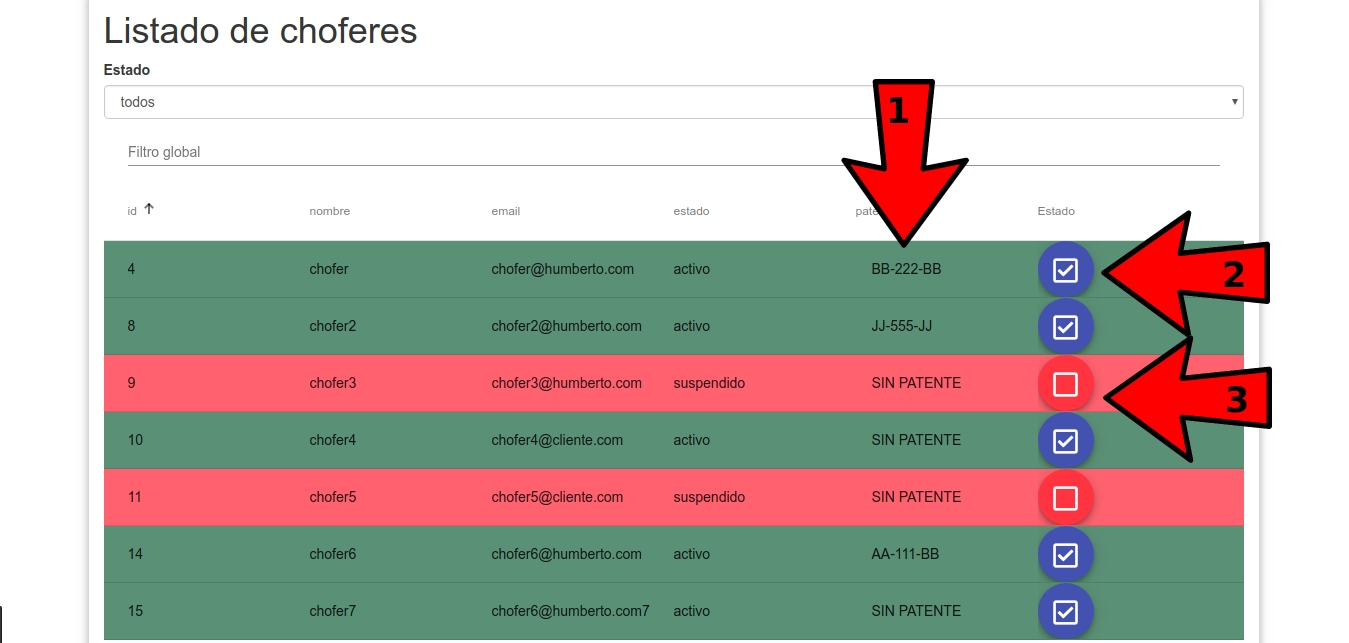 Listado de choferes
Estado
todos
1
Filtro global
id nombre email estado pate Estado
4 chofer chofer@humberto.com activo BB-222-BB 2
8 chofer2 chofer2@humberto.com activo JJ-555-JJ
9 chofer3 chofer3@humberto.com suspendido SIN PATENTE 3
10 chofer4 chofer4@cliente.com activo SIN PATENTE
11 chofer5 chofer5@cliente.com suspendido SIN PATENTE
14 chofer6 chofer6@humberto.com activo AA-111-BB
15 chofer7 chofer6@humberto.com7 activo SIN PATENTE